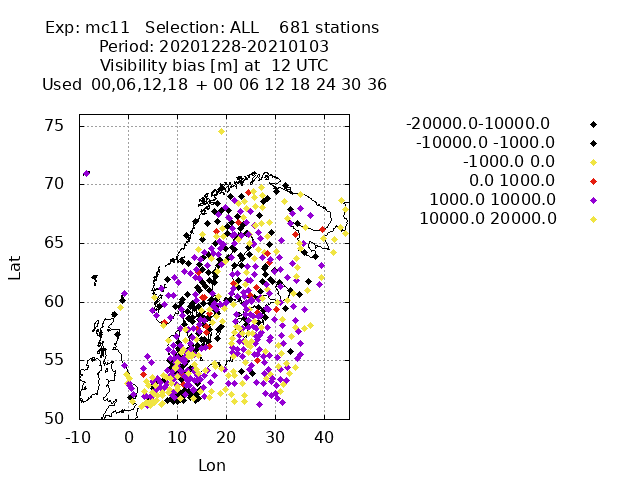 Exp: mc11 Selection: ALL 681 stations
Period: 20201228-20210103
Visibility bias [m] at 12 UTC
Used 00,06,12,18 + 00 06 12 18 24 30 36
-20000.0-10000.0
-10000.0 -1000.0
-1000.0 0.0
0.0 1000.0
1000.0 10000.0
10000.0 20000.0
75
70
65
60
55
50
Lat
-10 0 10 20 30 40
Lon